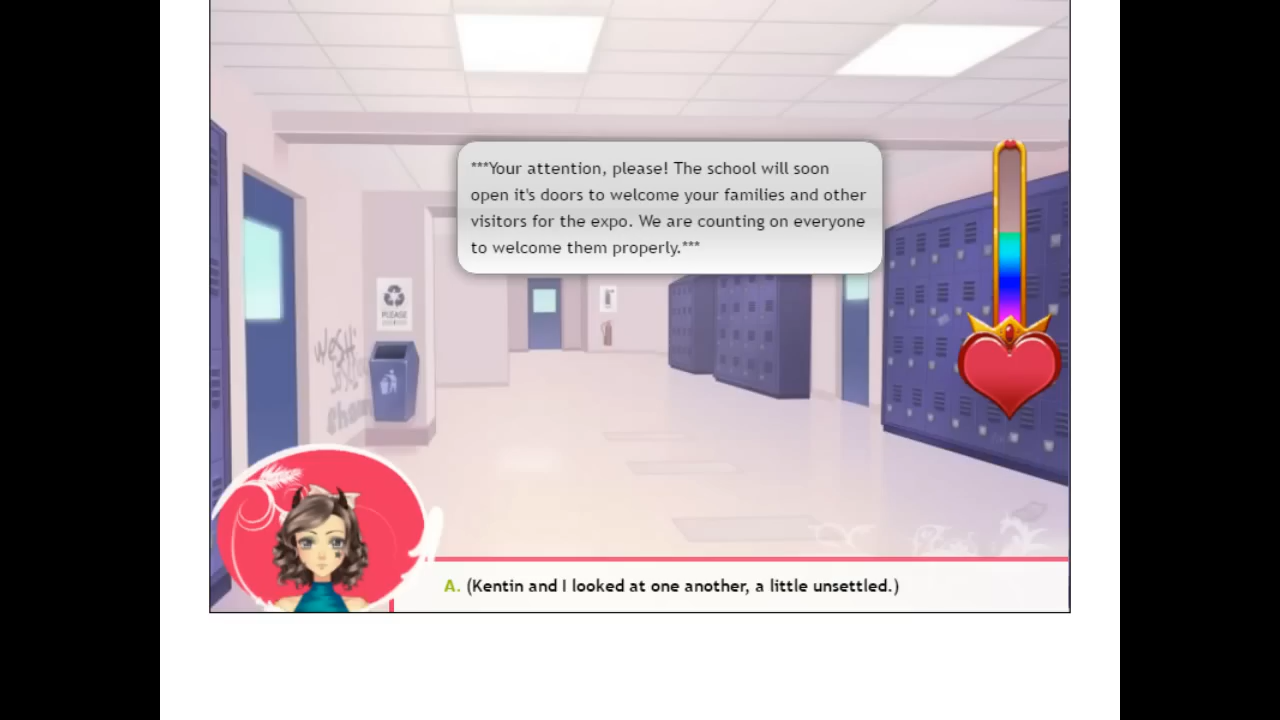 ***Your attention, please! The school will soon
open it's doors to welcome your families and other
visitors for the expo. We are counting on everyone
to welcome them properly.***
PLEASE
WeSH
A. (Kentin and I looked at one another, a little unsettled.)